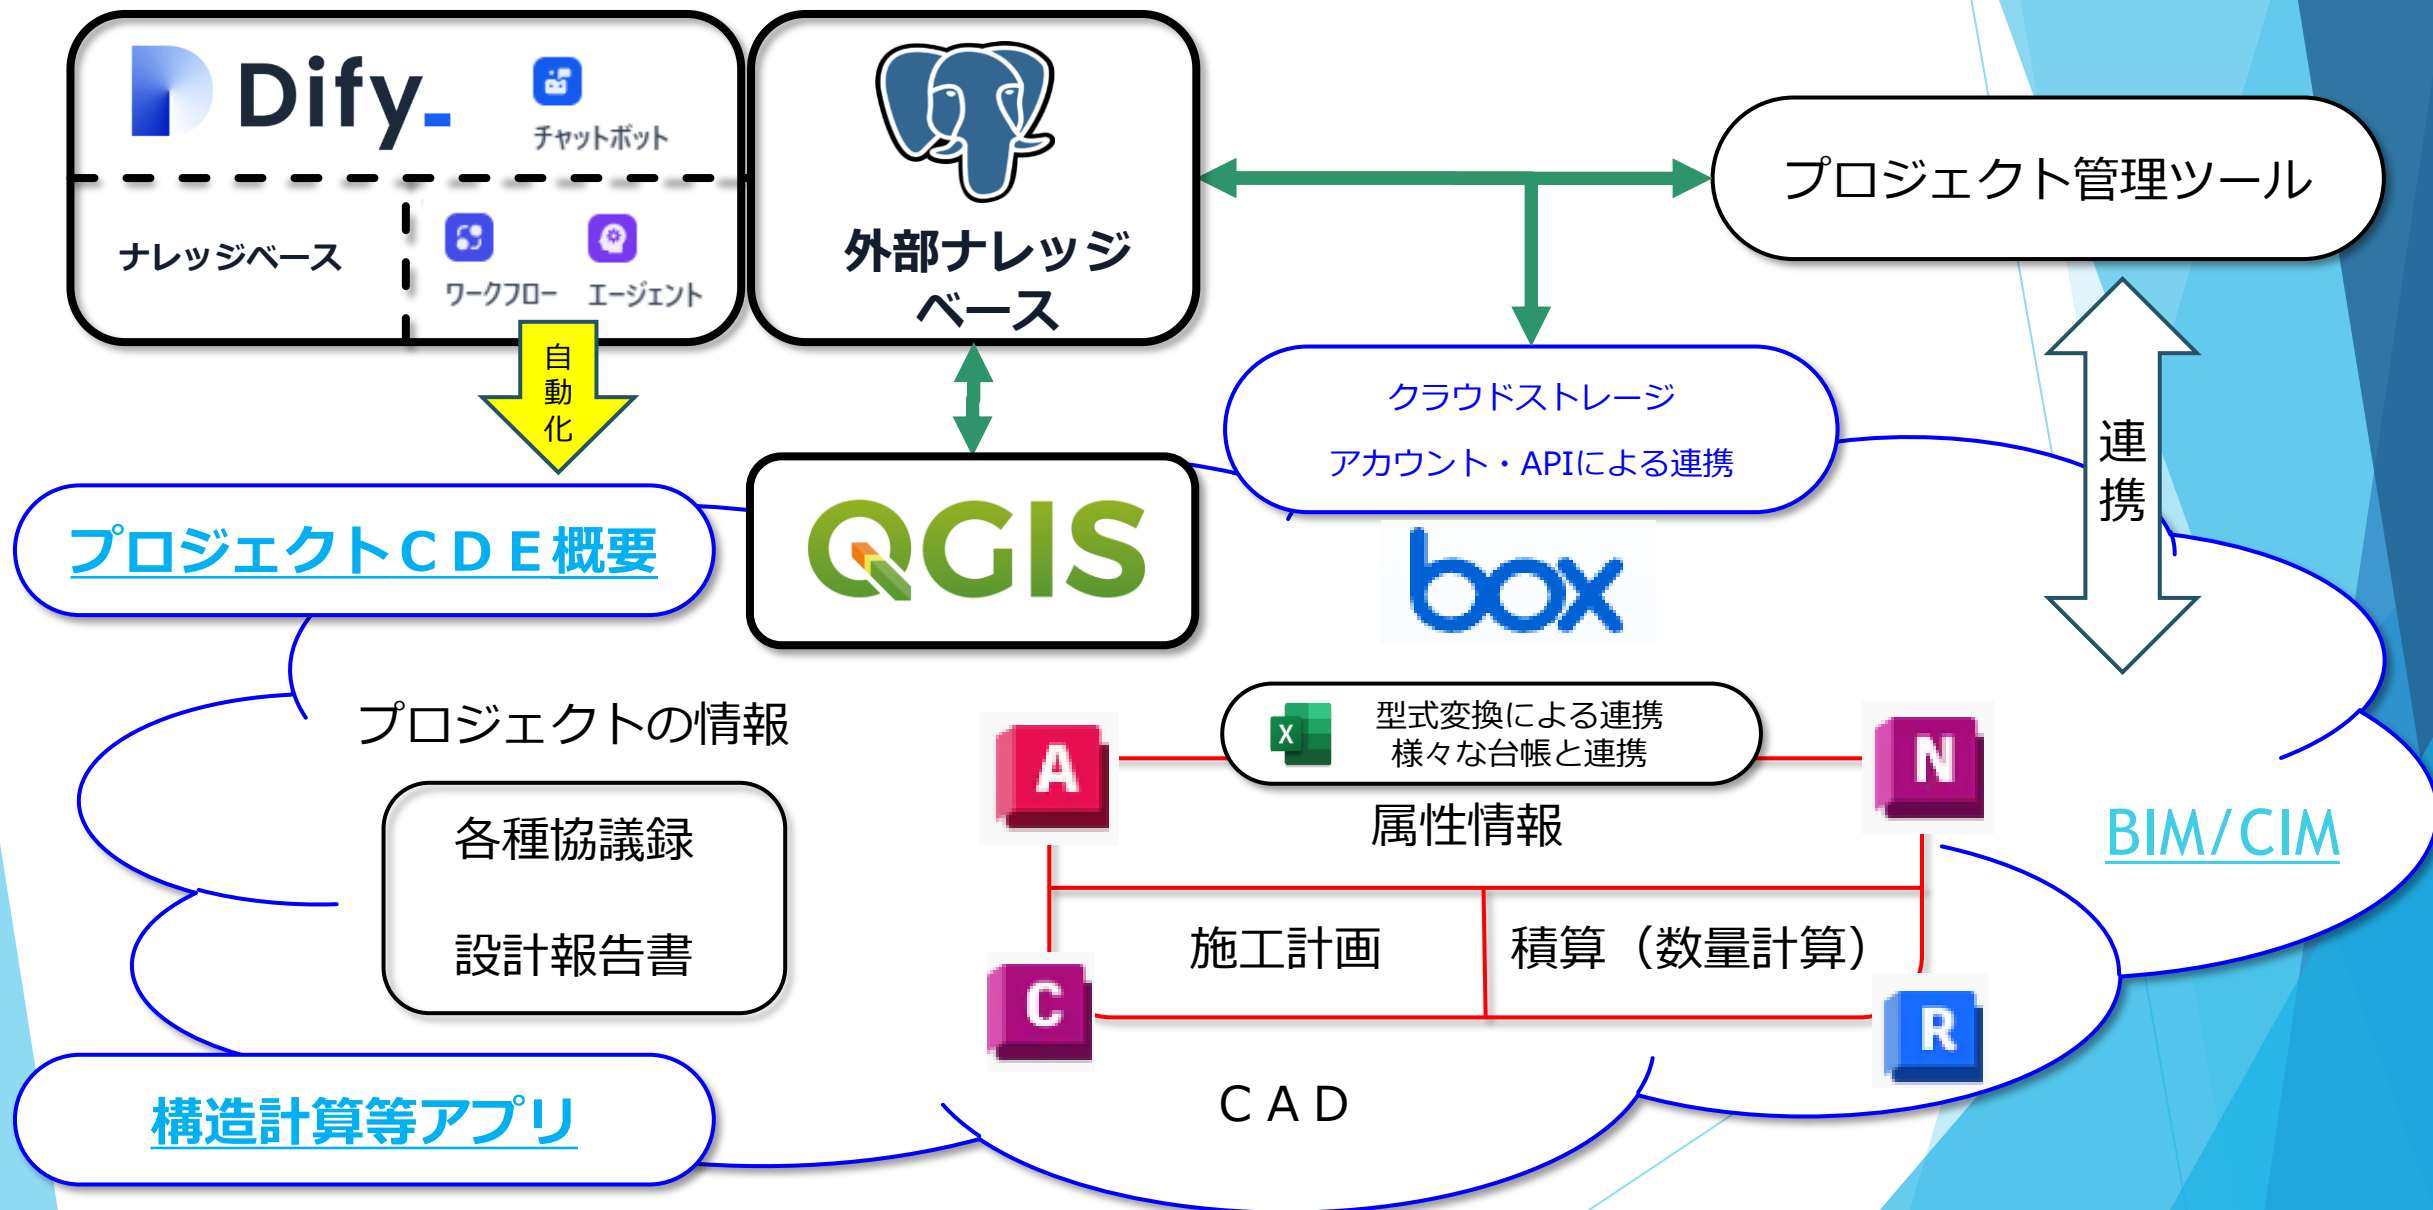 Dify_
チャットボット
ナレッジベース
ワークフロー
エージェント
自動化
外部ナレッジ
ベース
プロジェクト管理ツール
クラウドストレージ
アカウント・APIによる連携
連携
プロジェクトCDE概要
QGIS
box
プロジェクトの情報
各種協議録
設計報告書
A
X
型式変換による連携
様々な台帳と連携
N
属性情報
BIM/CIM
施工計画
積算（数量計算）
C
R
CAD
構造計算等アプリ